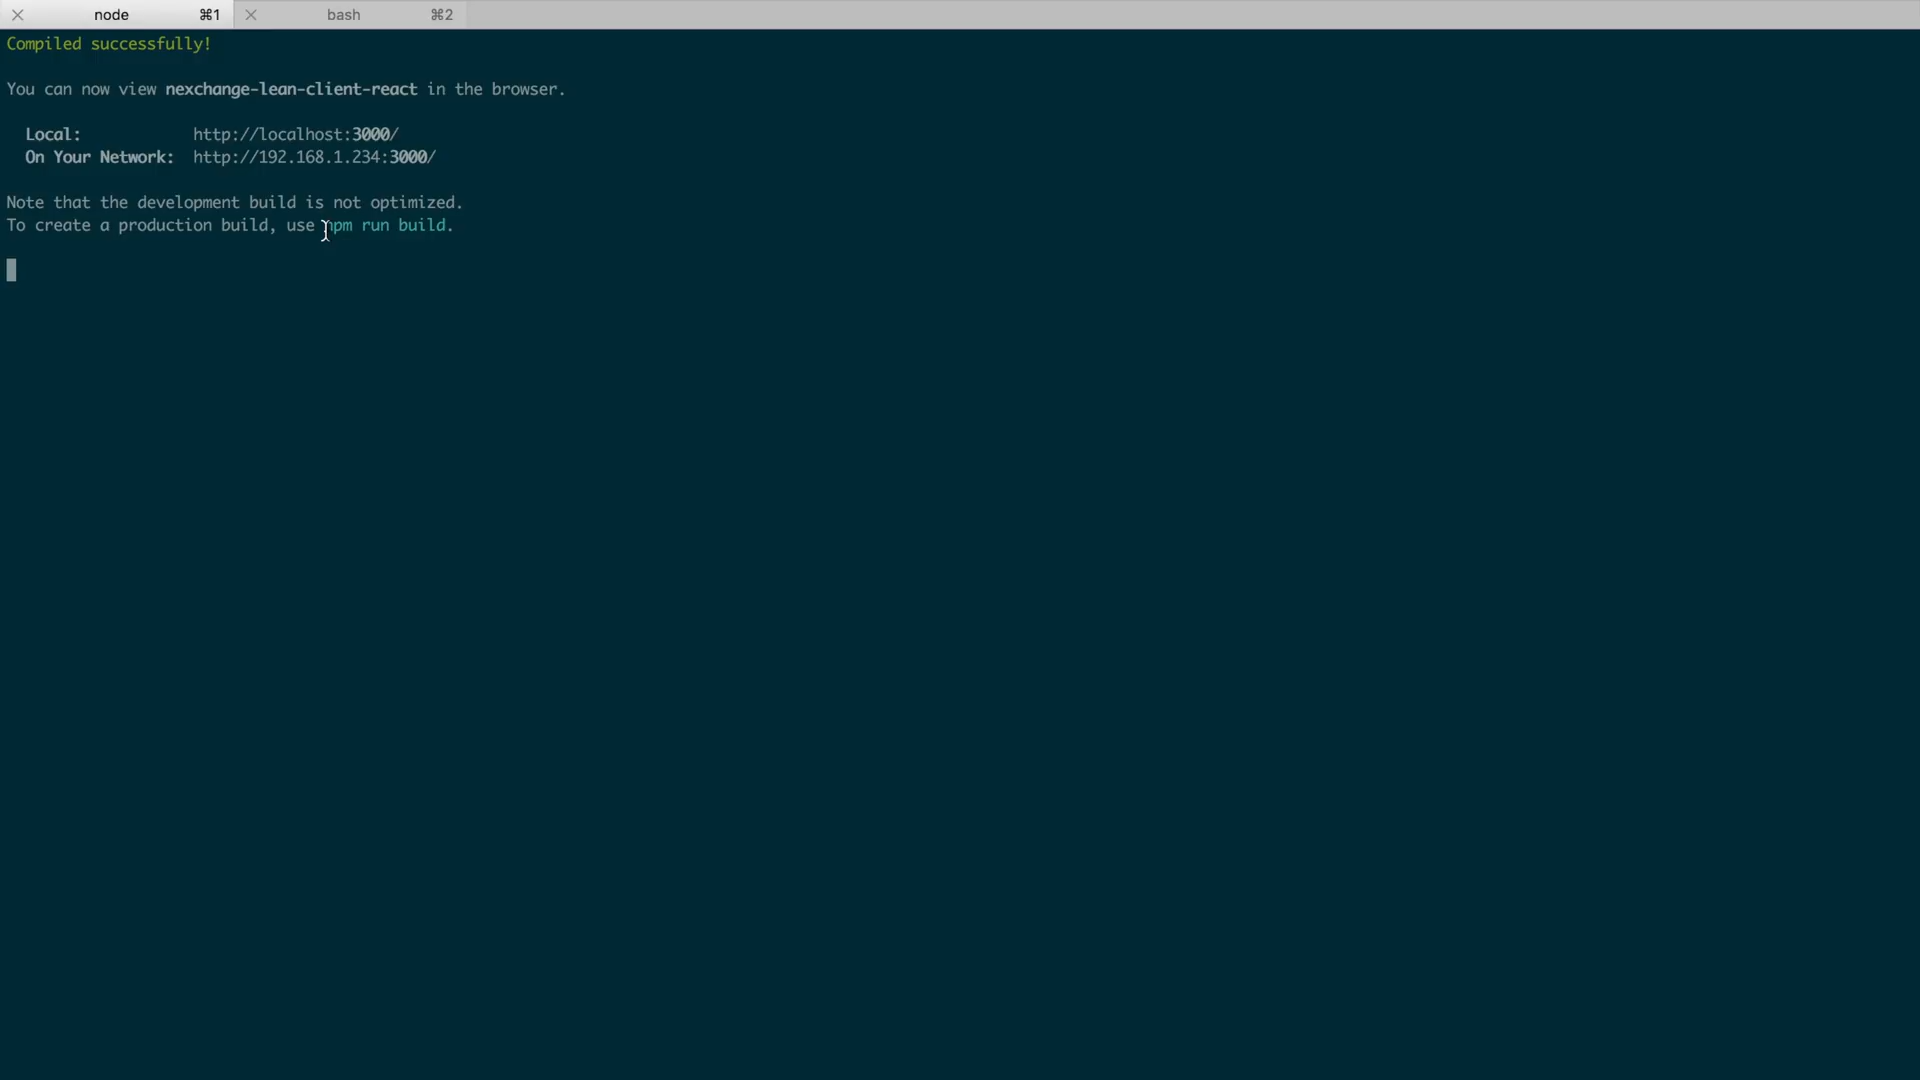 node ⌘1 bash ⌘2
Compiled successfully!
You can now view nexchange-lean-client-react in the browser.
Local: http://localhost:3000/
On Your Network: http://192.168.1.234:3000/
Note that the development build is not optimized.
To create a production build, use npm run build.